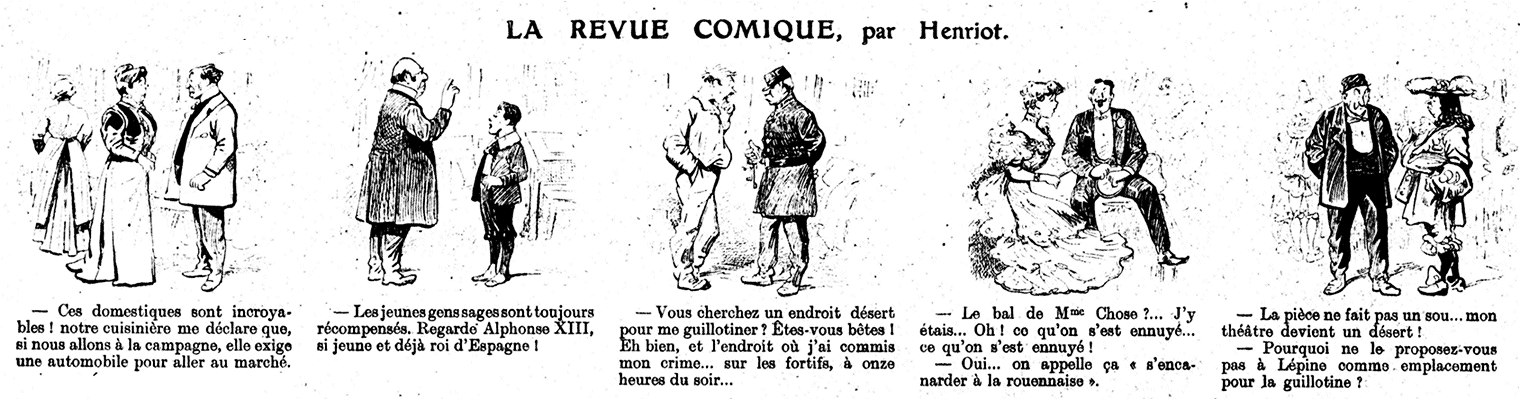 LA REVUE COMIQUE, par Henriot.
— Ces domestiques sont incroya-
bles ! notre cuisinière me déclare que,
si nous allons à la campagne, elle exige
une automobile pour aller au marché.
— Les jeunes gens sages sont toujours
récompensés. Regarde Alphonse XIII,
si jeune et déjà roi d'Espagne !
— Vous cherchez un endroit désert
pour me guillotiner ? Êtes-vous bêtes !
Eh bien, et l'endroit où j'ai commis
mon crime... sur les fortifs, à onze
heures du soir...
— Le bal de Mme Chose ?... J'y
étais... Oh ! ce qu'on s'est ennuyé...
ce qu'on s'est ennuyé !
— Oui... on appelle ça « s'enca-
narder à la rouennaise ».
— La pièce ne fait pas un sou... mon
théâtre devient un désert !
— Pourquoi ne le proposez-vous
pas à Lépine comme emplacement
pour la guillotine ?